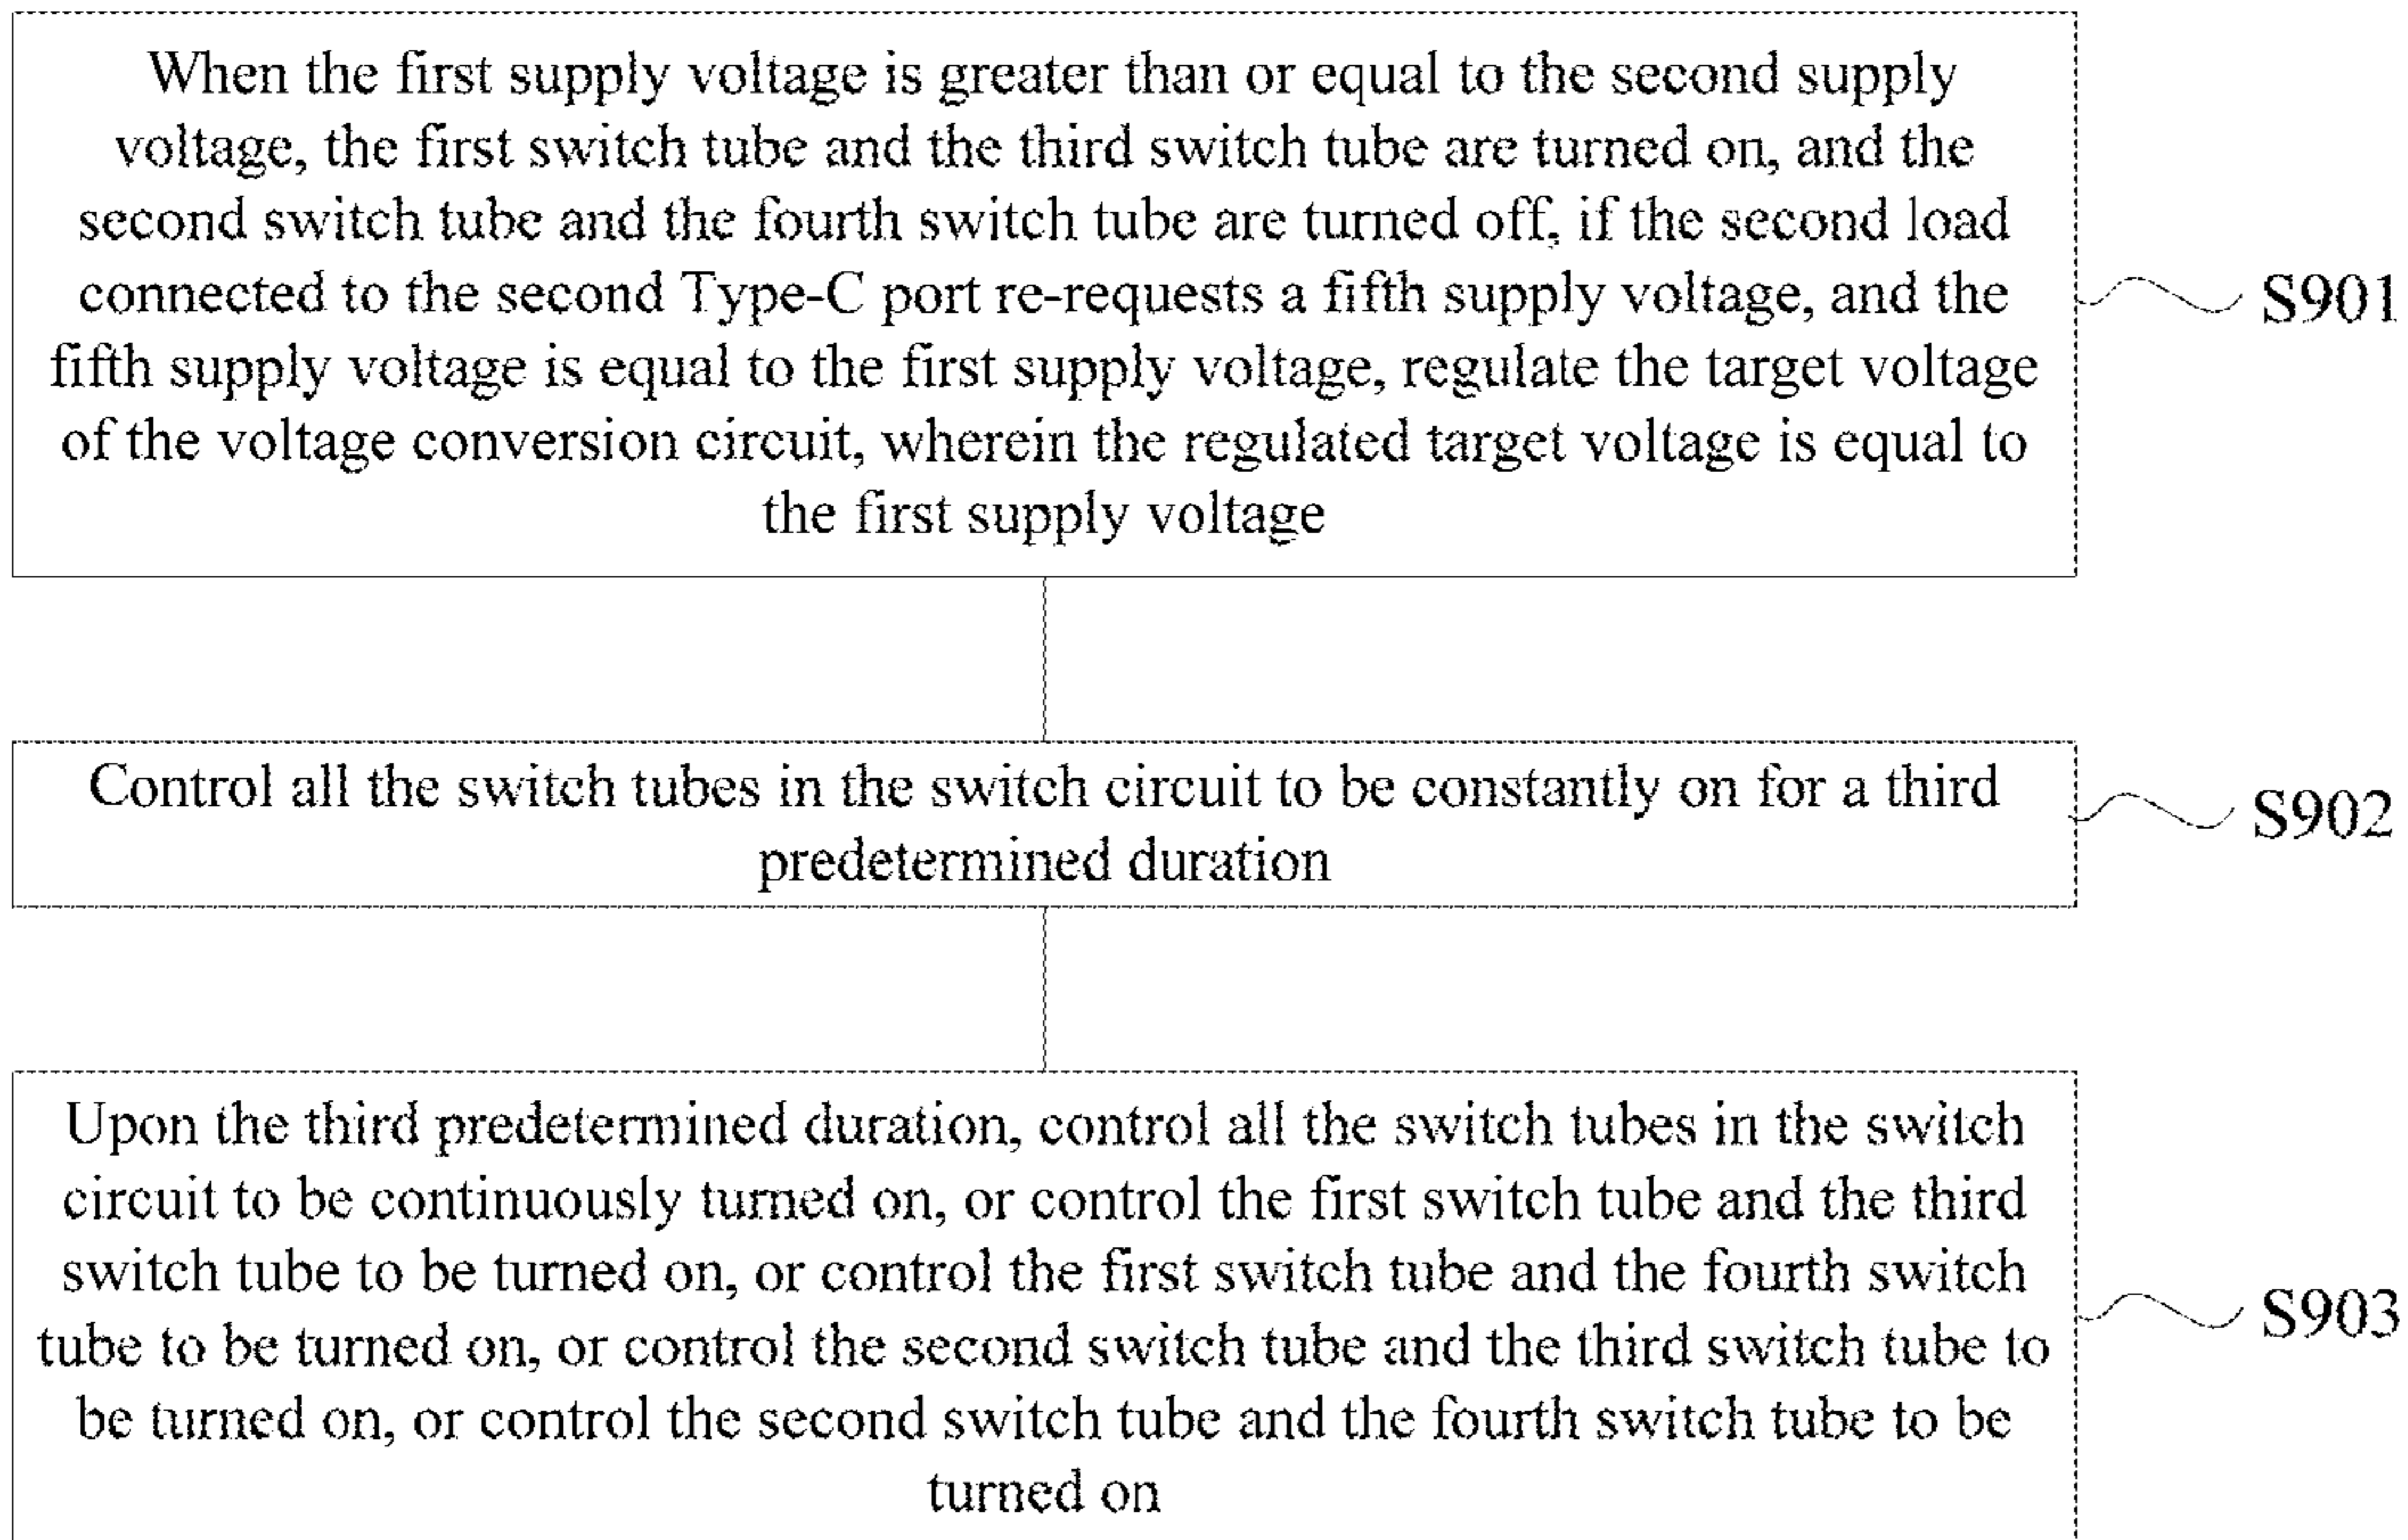 When the first supply voltage is greater than or equal to the second supply
voltage, the first switch tube and the third switch tube are turned on, and the
second switch tube and the fourth switch tube are turned off, if the second load
connected to the second Type-C port re-requests a fifth supply voltage, and the
fifth supply voltage is equal to the first supply voltage, regulate the target voltage
of the voltage conversion circuit, wherein the regulated target voltage is equal to
the first supply voltage
S901
Control all the switch tubes in the switch circuit to be constantly on for a third
predetermined duration
S902
Upon the third predetermined duration, control all the switch tubes in the switch
circuit to be continuously turned on, or control the first switch tube and the third
switch tube to be turned on, or control the first switch tube and the fourth switch
tube to be turned on, or control the second switch tube and the third switch tube to
be turned on, or control the second switch tube and the fourth switch tube to be
turned on
S903